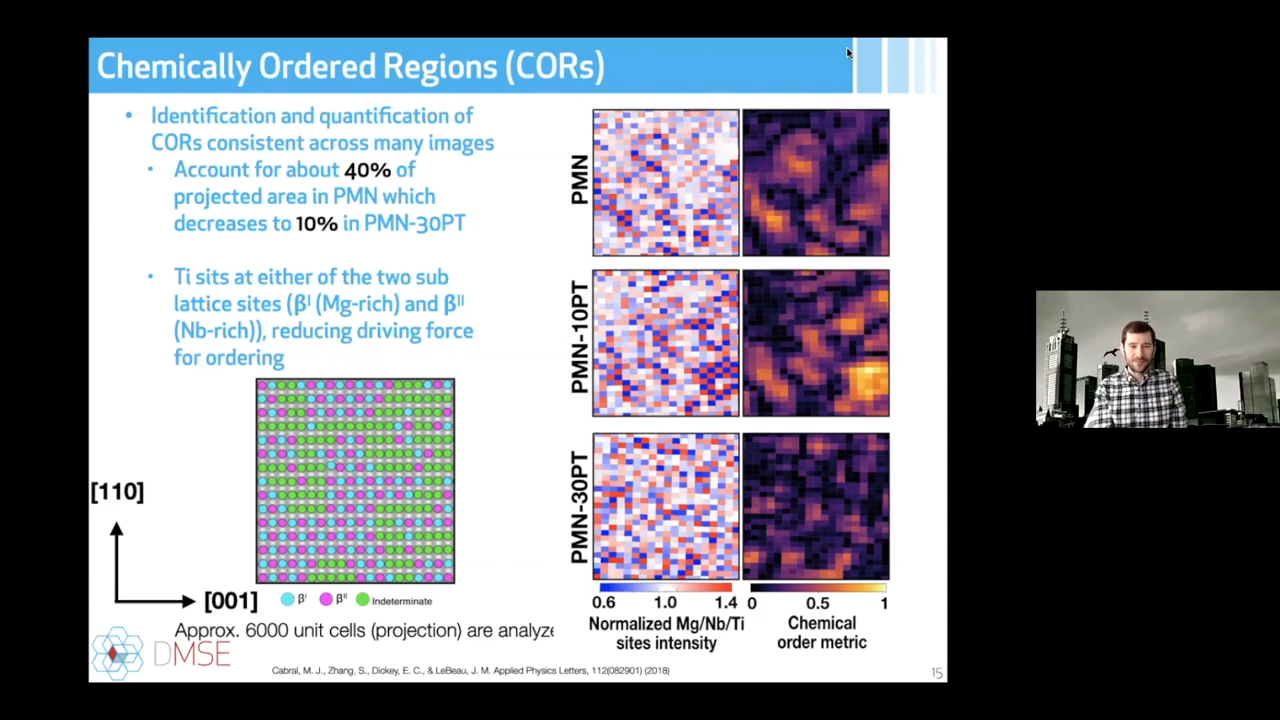 Chemically Ordered Regions (CORs)
• Identification and quantification of
CORs consistent across many images
• Account for about 40% of
projected area in PMN which
decreases to 10% in PMN-30PT
• Ti sits at either of the two sub
lattice sites (βᴵ (Mg-rich) and βᴵᴵ
(Nb-rich)), reducing driving force
for ordering
[110]
[001]
βᴵ βᴵᴵ Indeterminate
Approx. 6000 unit cells (projection) are analyze
DMSE
PMN
PMN-10PT
PMN-30PT
0.6 1.0 1.4
Normalized Mg/Nb/Ti
sites intensity
0 0.5 1
Chemical
order metric
Cabral, M. J., Zhang, S., Dickey, E. C., & LeBeau, J. M. Applied Physics Letters, 112(082901) (2018)
15